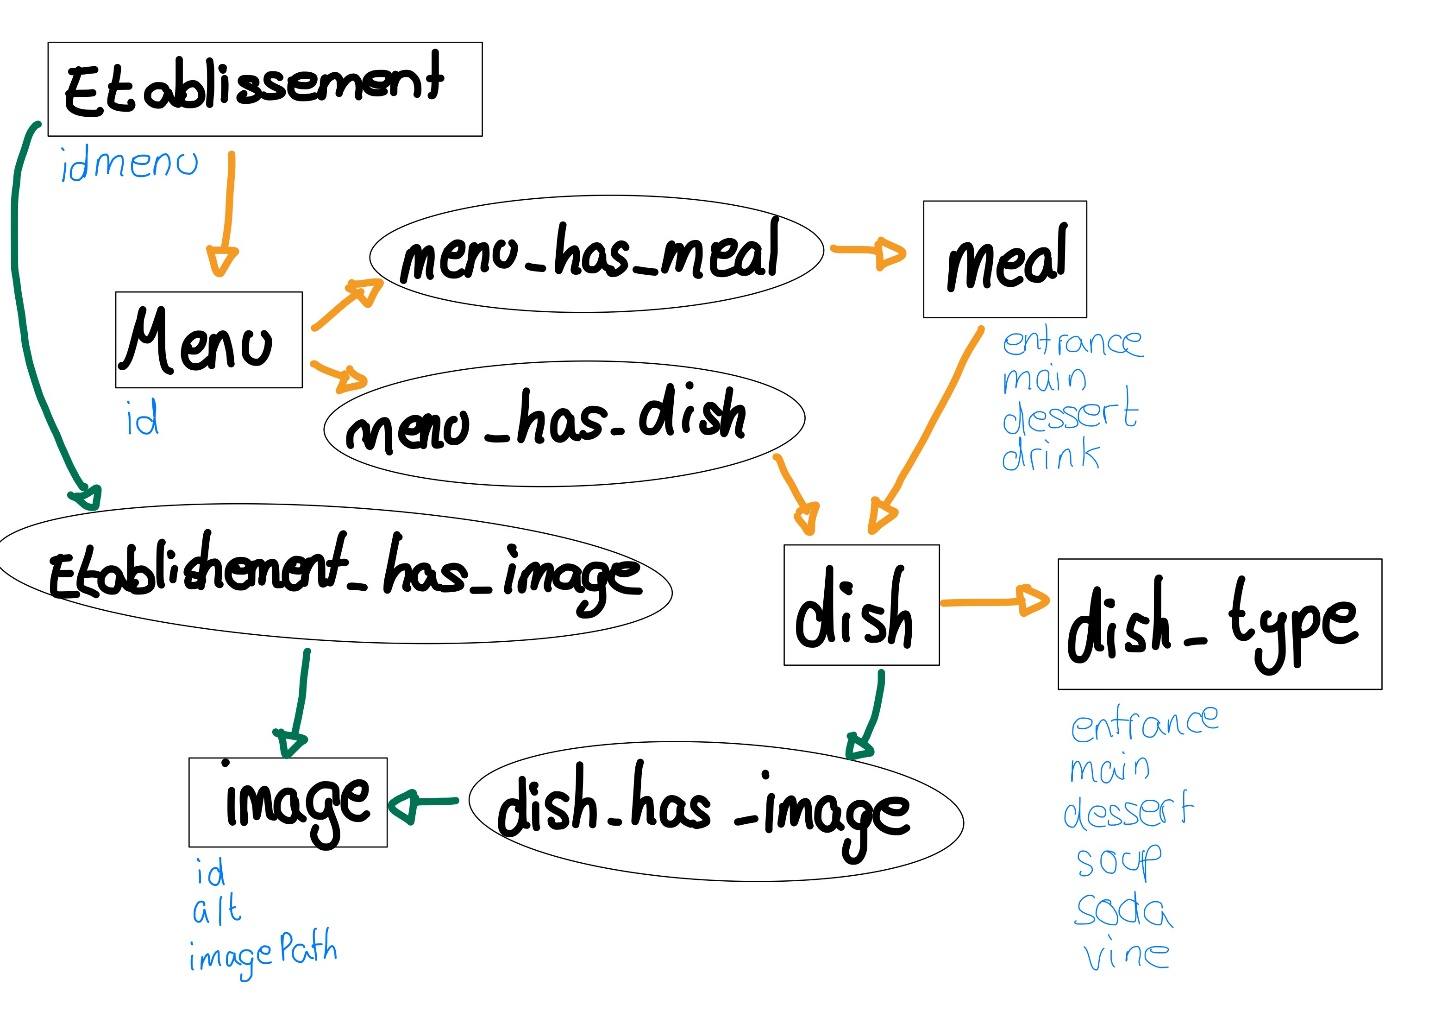 Etablissement
idmenu
menu_has_meal
meal
Menu
id
entrance
main
dessert
drink
menu_has_dish
Etablishement_has_image
dish
dish_type
image
id
alt
imagePath
dish_has_image
entrance
main
dessert
soup
soda
vine